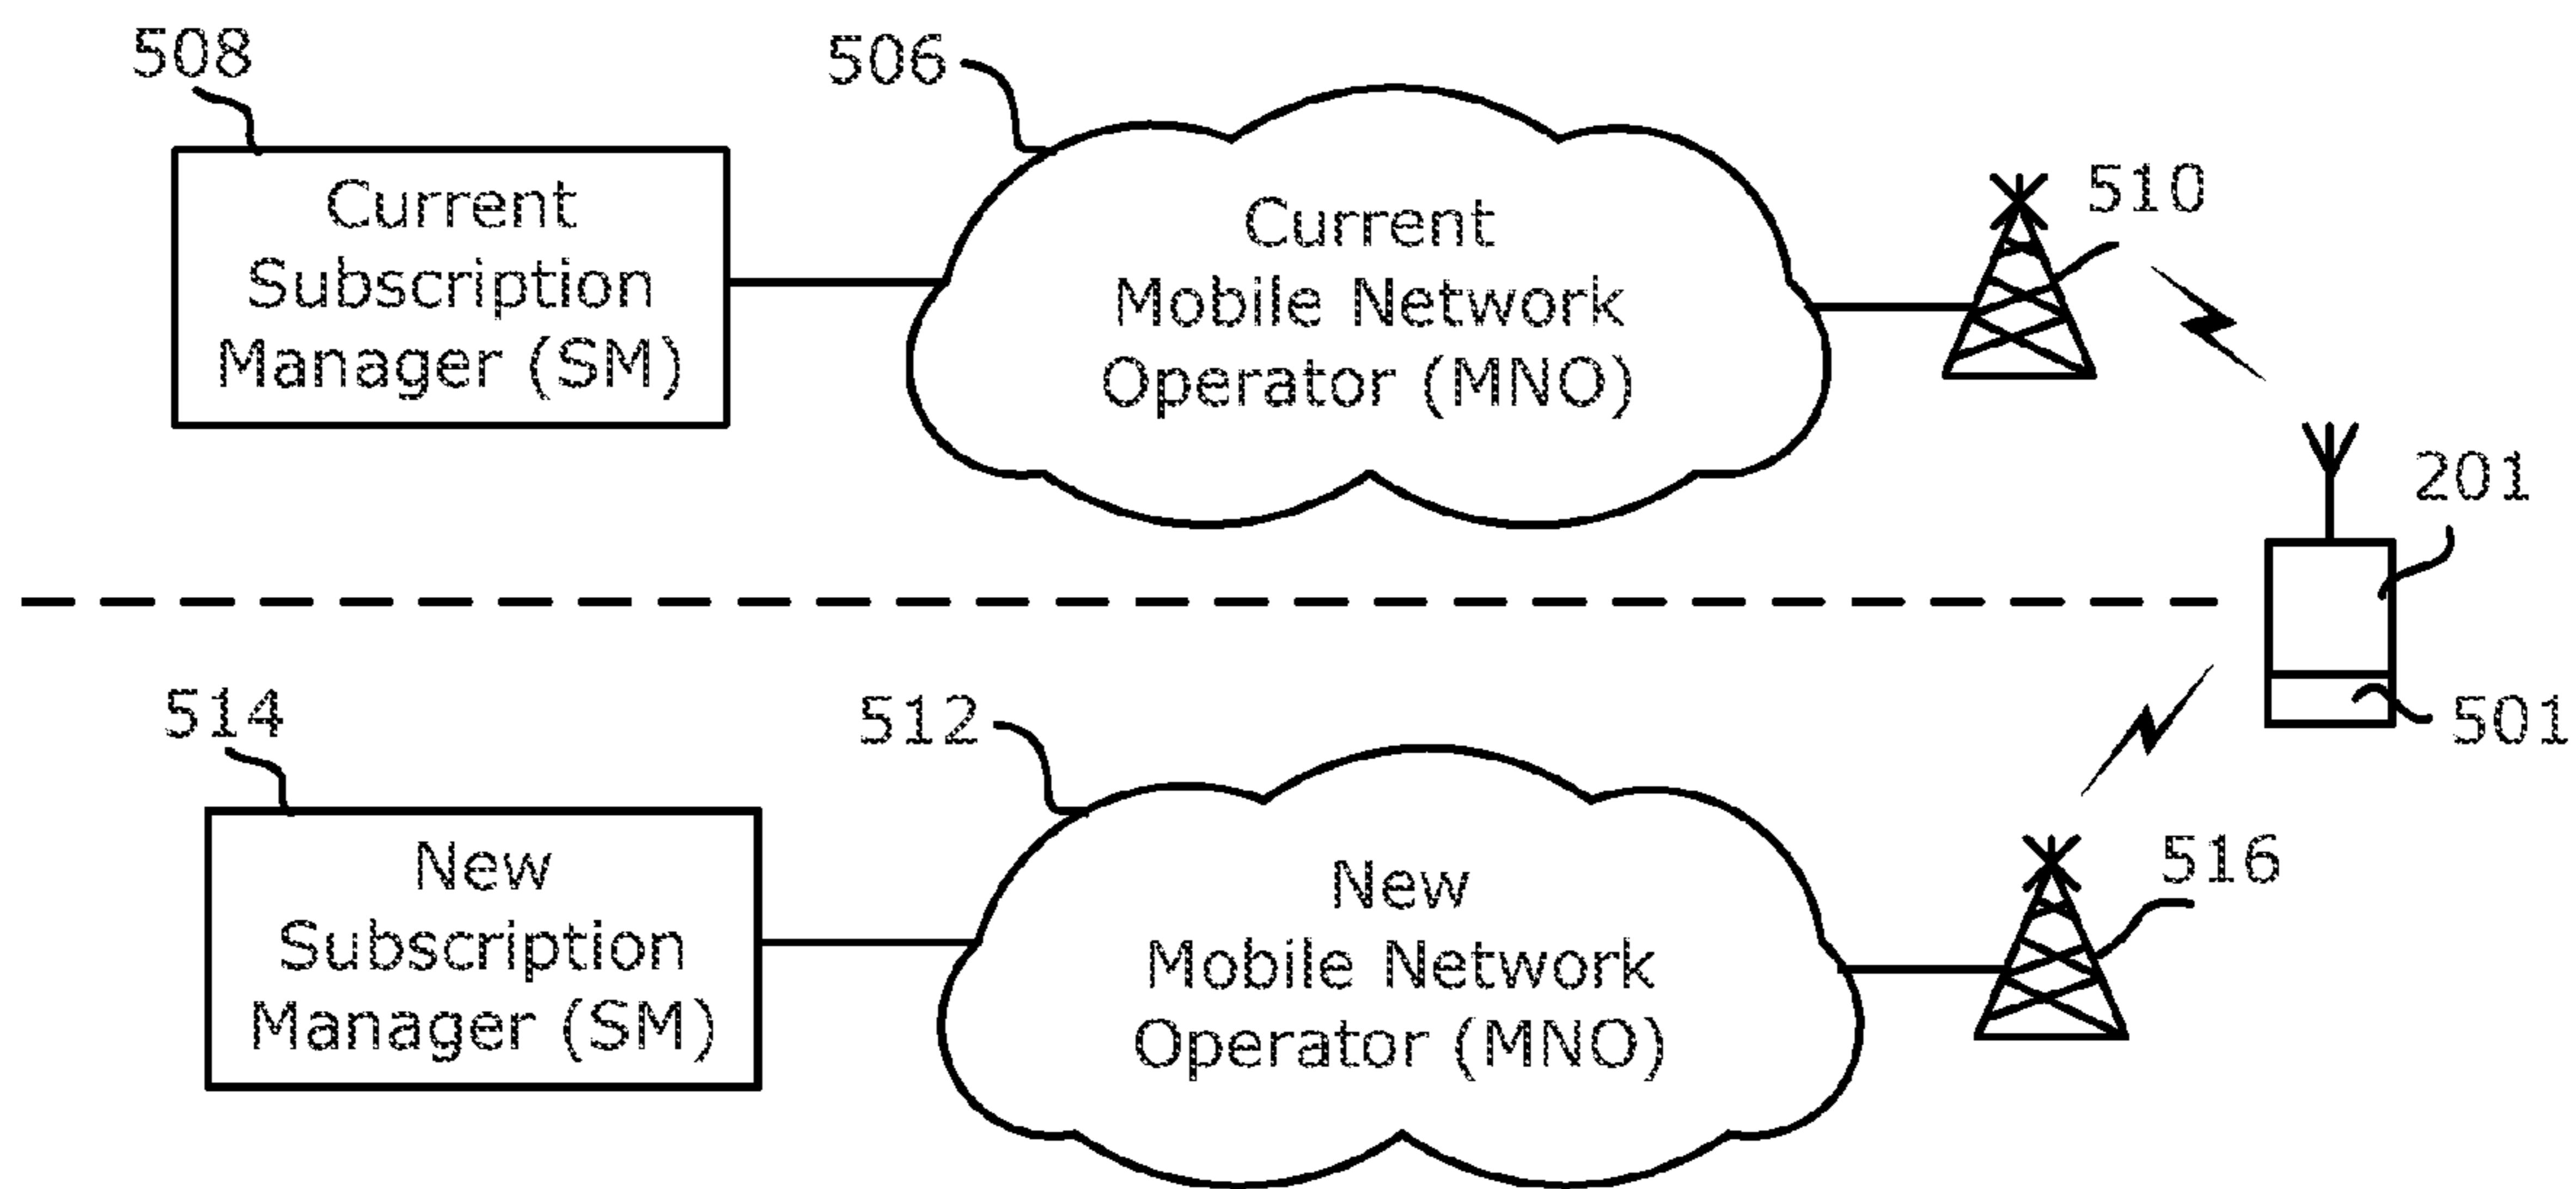 508
506
Current
Subscription
Manager (SM)
Current
Mobile Network
Operator (MNO)
510
201
501
514
512
New
Subscription
Manager (SM)
New
Mobile Network
Operator (MNO)
516